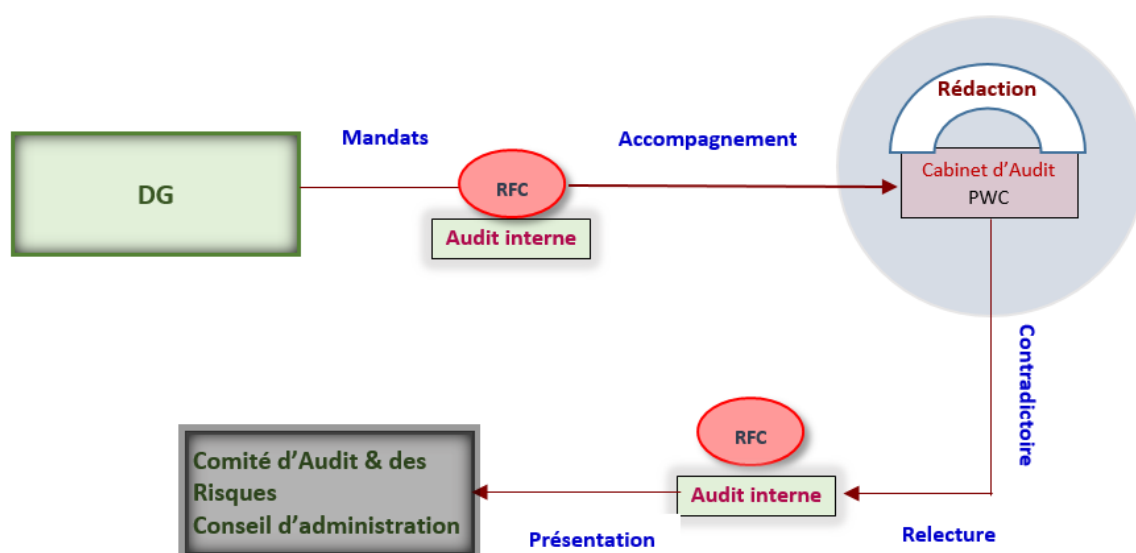 Rédaction
Mandats
Accompagnement
Cabinet d’Audit
PWC
DG
RFC
Audit interne
Contradictoire
RFC
Comité d’Audit & des
Risques
Conseil d’administration
Audit interne
Présentation
Relecture